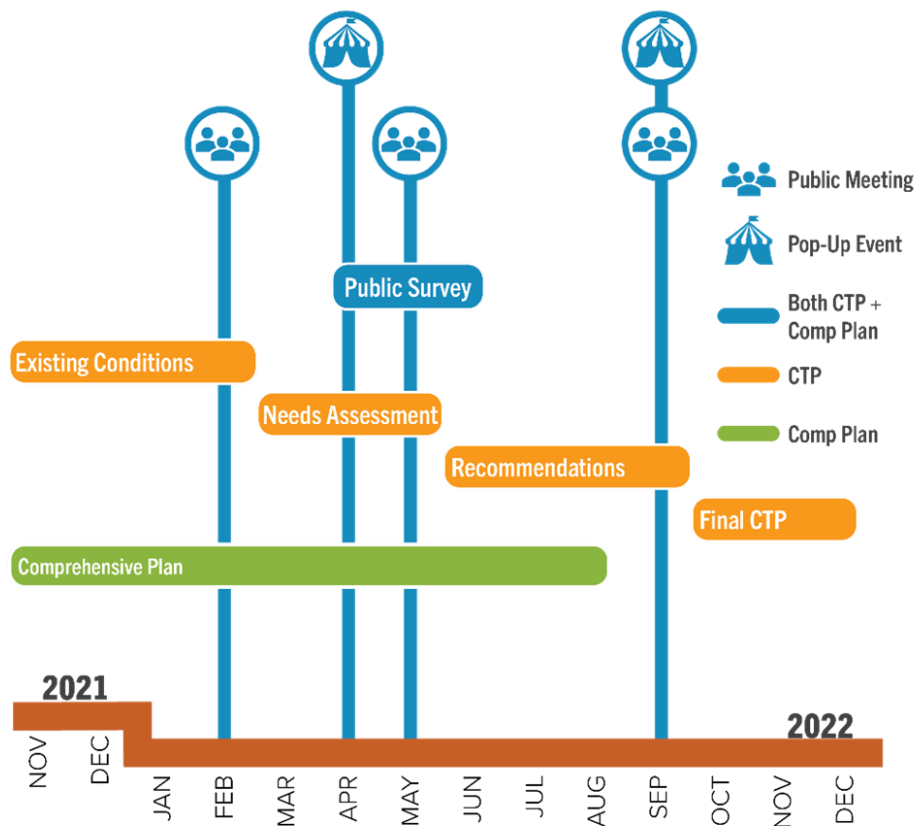 Public Meeting
Pop-Up Event
Public Survey
Both CTP +
Comp Plan
Existing Conditions
CTP
Needs Assessment
Comp Plan
Recommendations
Final CTP
Comprehensive Plan
2021
2022
NOV
DEC
JAN
FEB
MAR
APR
MAY
JUN
JUL
AUG
SEP
OCT
NOV
DEC